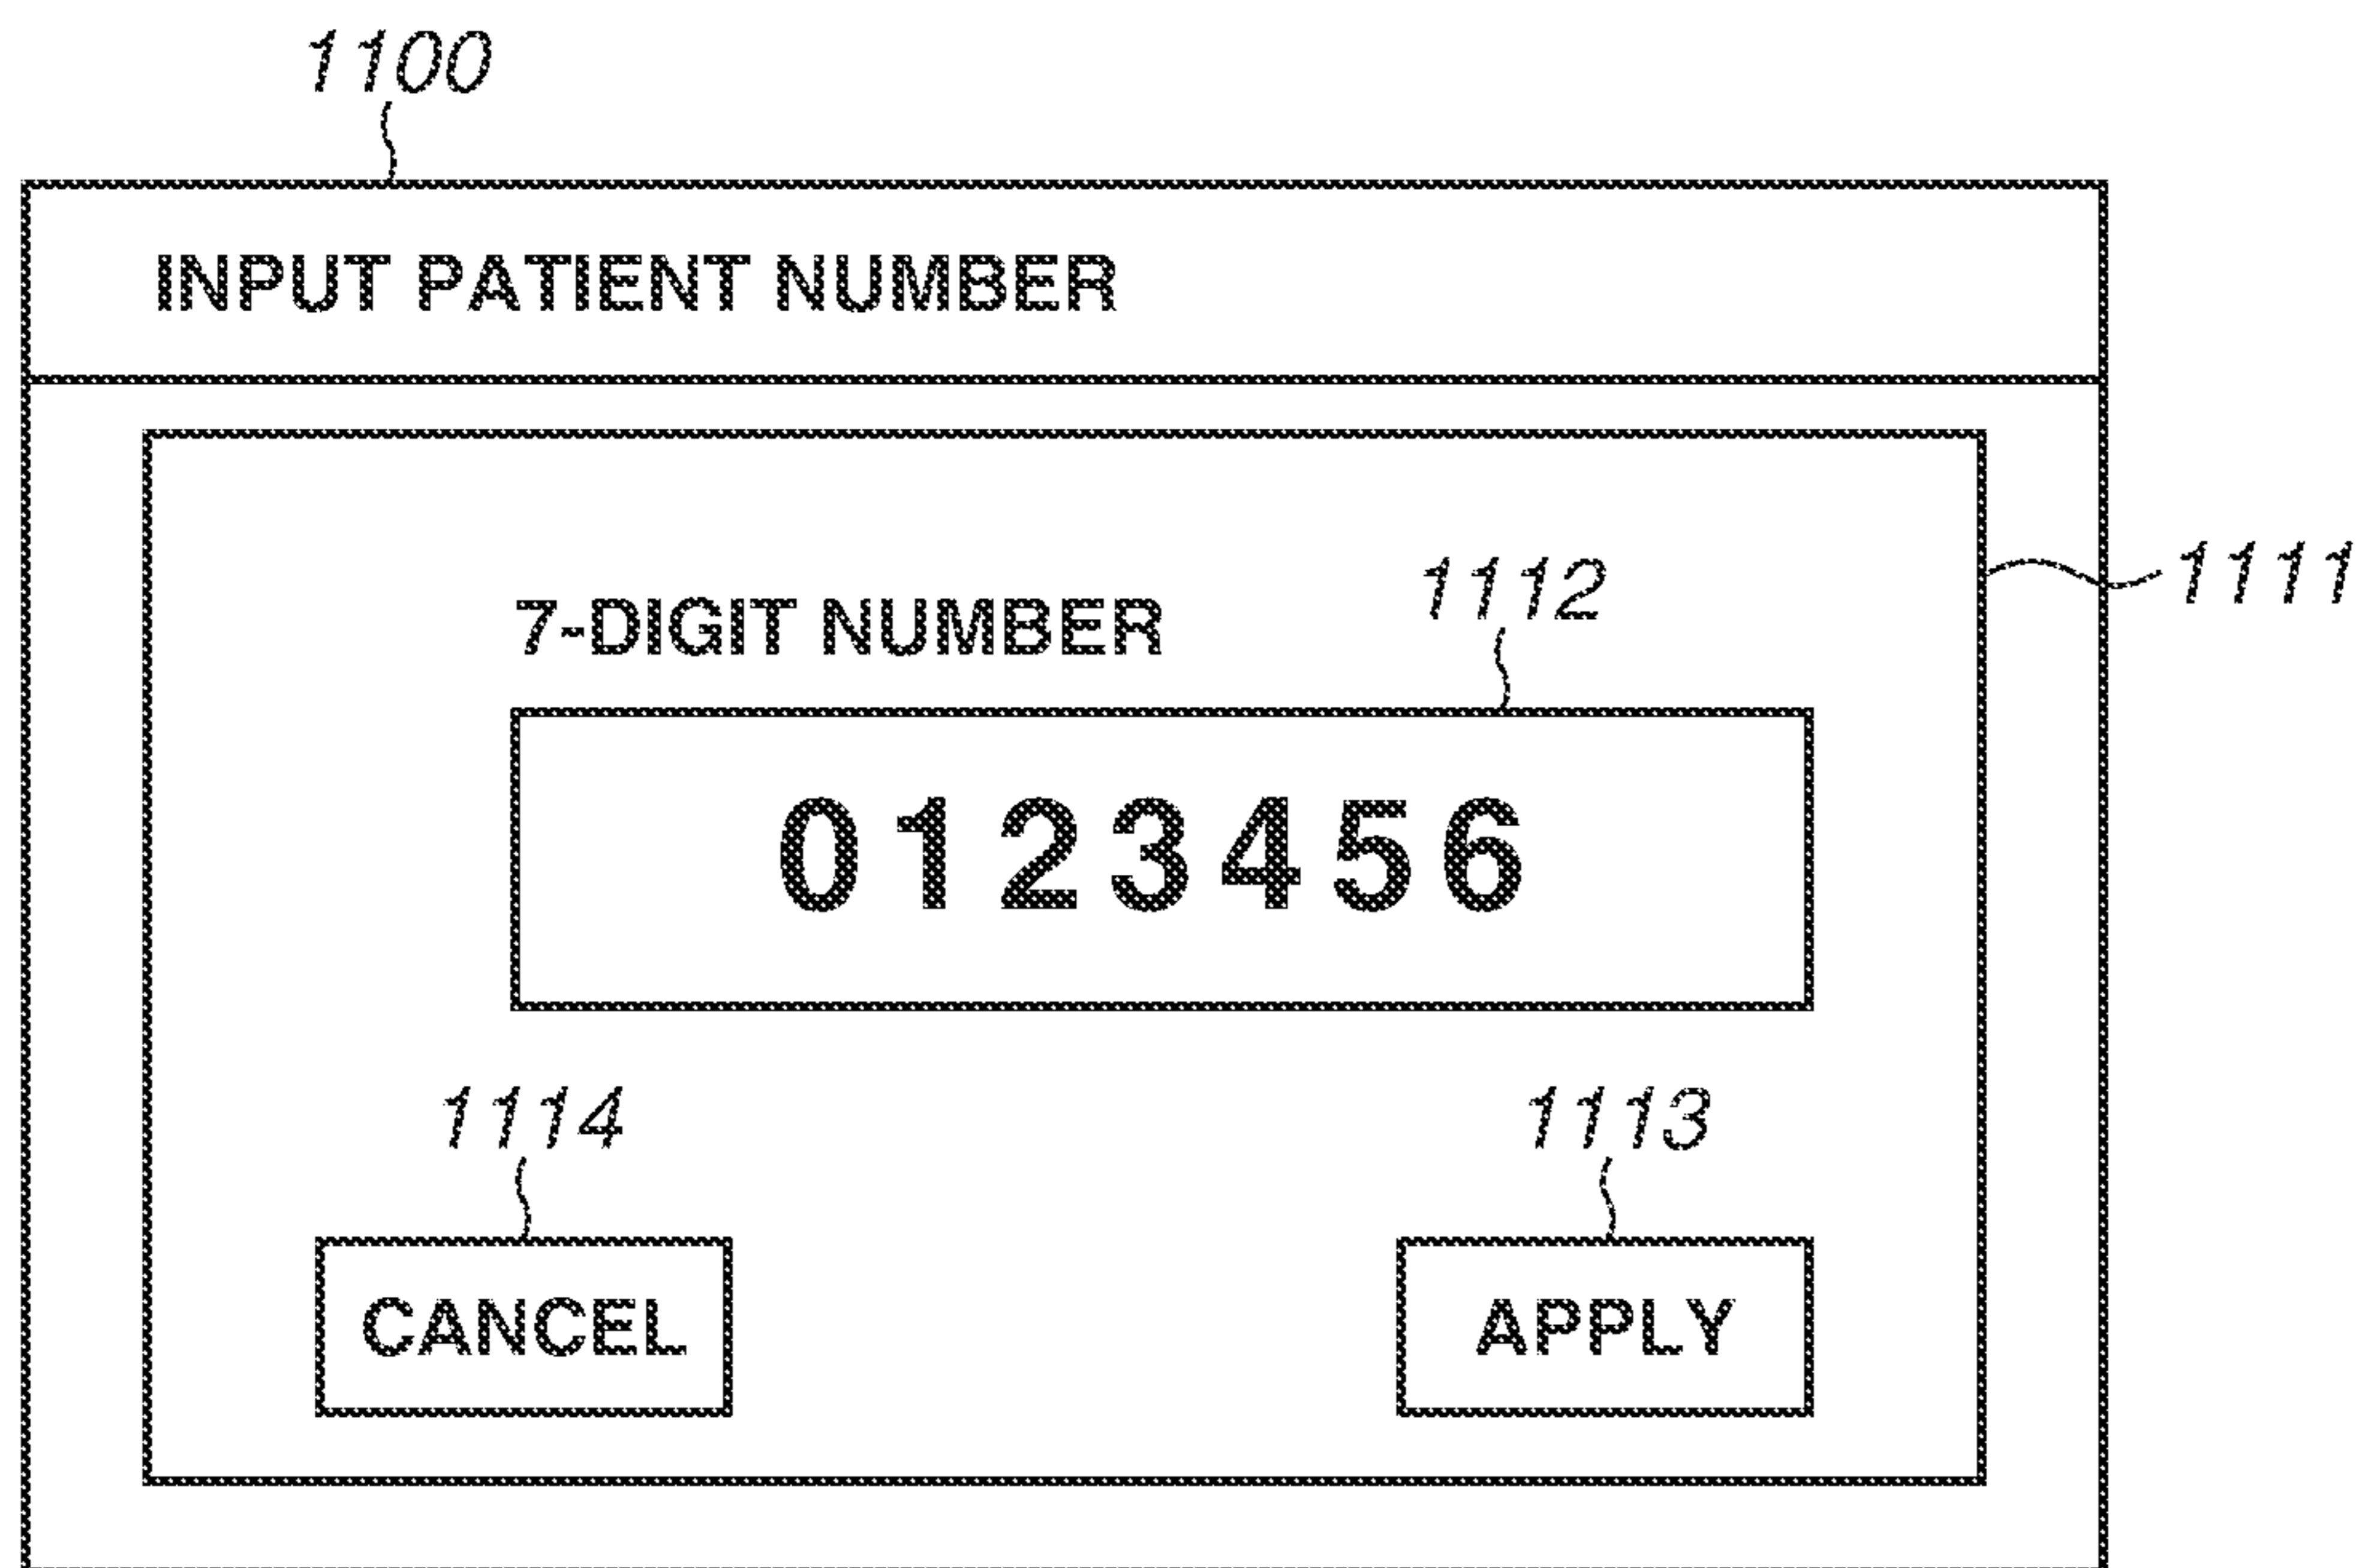 1100
INPUT PATIENT NUMBER
1111
1112
7-DIGIT NUMBER
0123456
1114
1113
CANCEL
APPLY